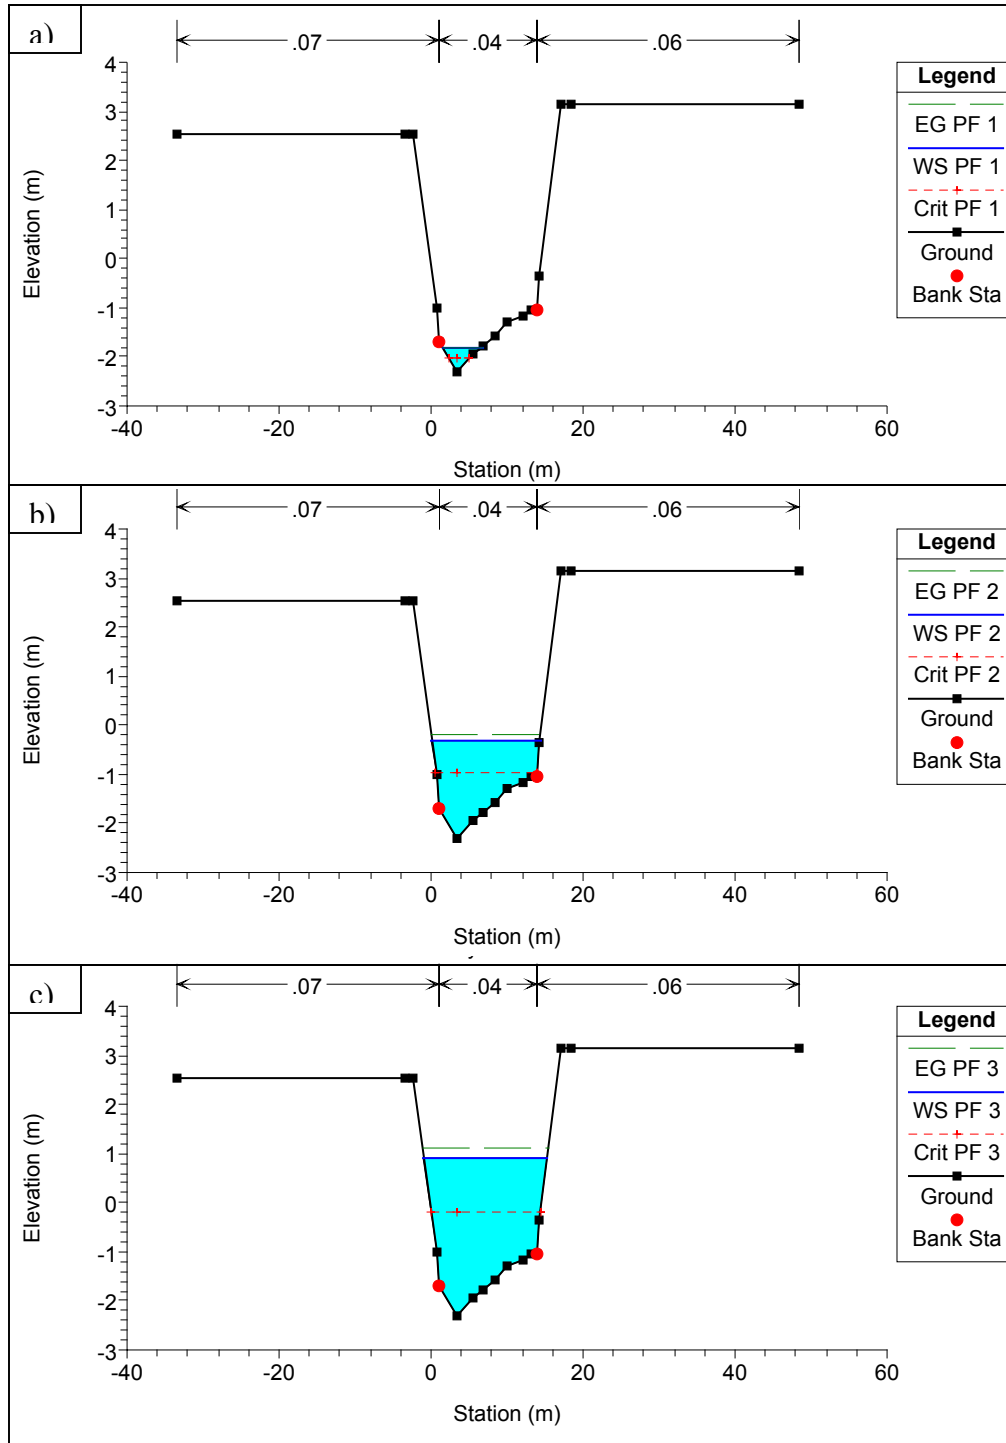 a)
.07 .04 .06
4
3
2
1
0
-1
-2
-3
Elevation (m)
-40 -20 0 20 40 60
Station (m)
Legend
EG PF 1
WS PF 1
Crit PF 1
Ground
Bank Sta
b)
.07 .04 .06
4
3
2
1
0
-1
-2
-3
Elevation (m)
-40 -20 0 20 40 60
Station (m)
Legend
EG PF 2
WS PF 2
Crit PF 2
Ground
Bank Sta
c)
.07 .04 .06
4
3
2
1
0
-1
-2
-3
Elevation (m)
-40 -20 0 20 40 60
Station (m)
Legend
EG PF 3
WS PF 3
Crit PF 3
Ground
Bank Sta